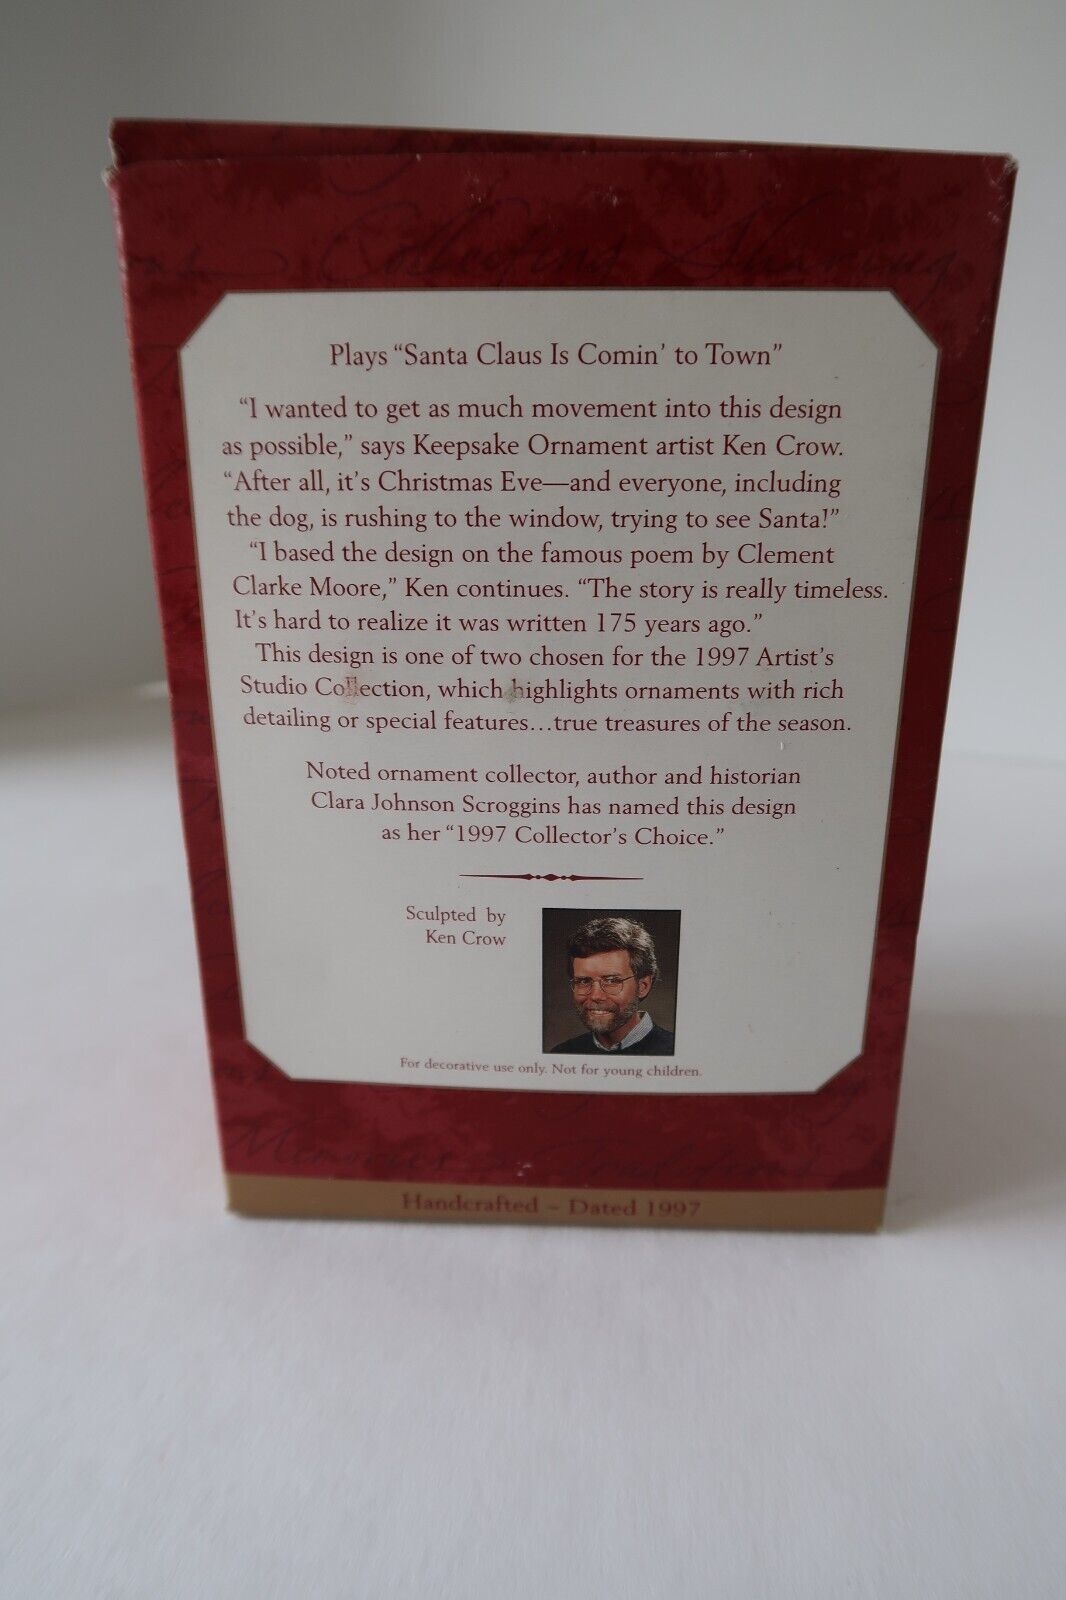 Collecting Sharing
Plays “Santa Claus Is Comin’ to Town”
“I wanted to get as much movement into this design
as possible,” says Keepsake Ornament artist Ken Crow.
“After all, it’s Christmas Eve—and everyone, including
the dog, is rushing to the window, trying to see Santa!”
“I based the design on the famous poem by Clement
Clarke Moore,” Ken continues. “The story is really timeless.
It’s hard to realize it was written 175 years ago.”
This design is one of two chosen for the 1997 Artist’s
Studio Collection, which highlights ornaments with rich
detailing or special features…true treasures of the season.
Noted ornament collector, author and historian
Clara Johnson Scroggins has named this design
as her “1997 Collector’s Choice.”
Sculpted by
Ken Crow
For decorative use only. Not for young children.
Memories
Handcrafted – Dated 1997